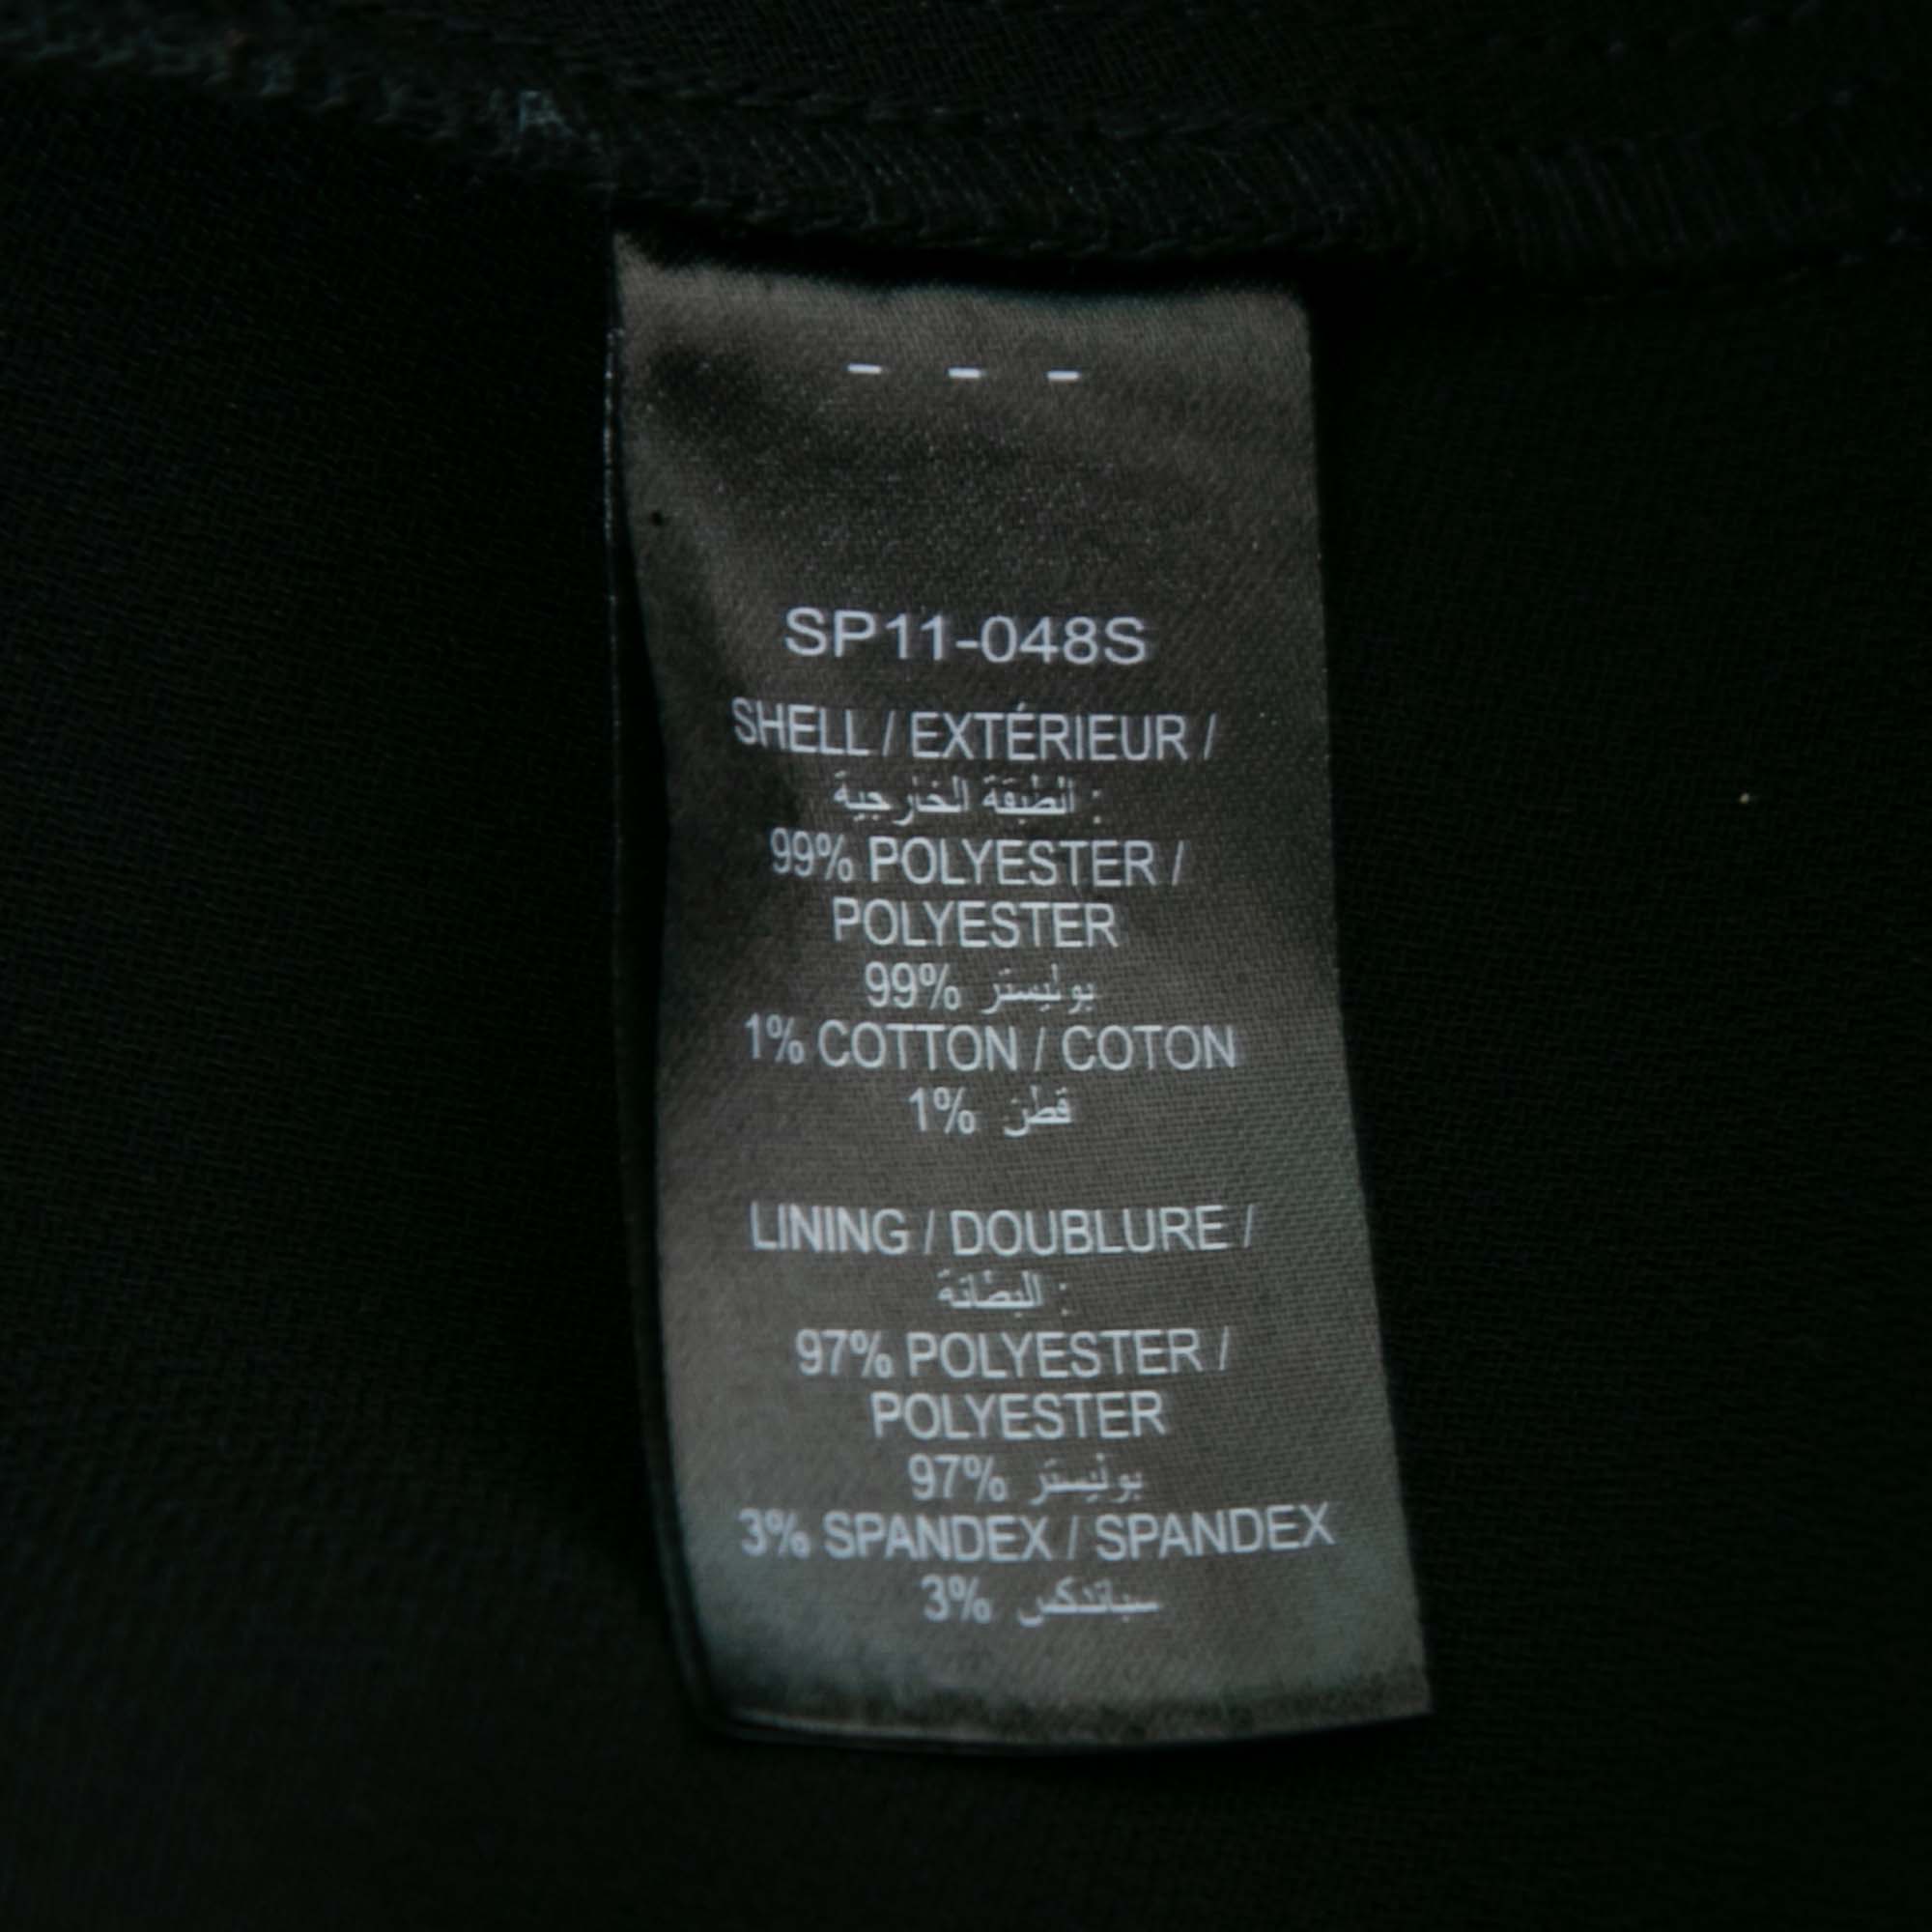 - - -
SP11-048S
SHELL / EXTÉRIEUR /
الطبقة الخارجية :
99% POLYESTER /
POLYESTER
99% بوليستر
1% COTTON / COTON
1% قطن
LINING / DOUBLURE /
البطانة :
97% POLYESTER /
POLYESTER
97% بوليستر
3% SPANDEX / SPANDEX
3% سباندكس